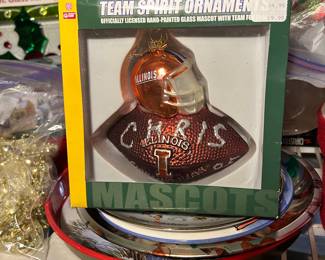 TEAM SPIRIT ORNAMENTS
OFFICIALLY LICENSED HAND-PAINTED GLASS MASCOT WITH TEAM
ILLINOIS
CHRIS
ILLINOIS
I
MASCOTS